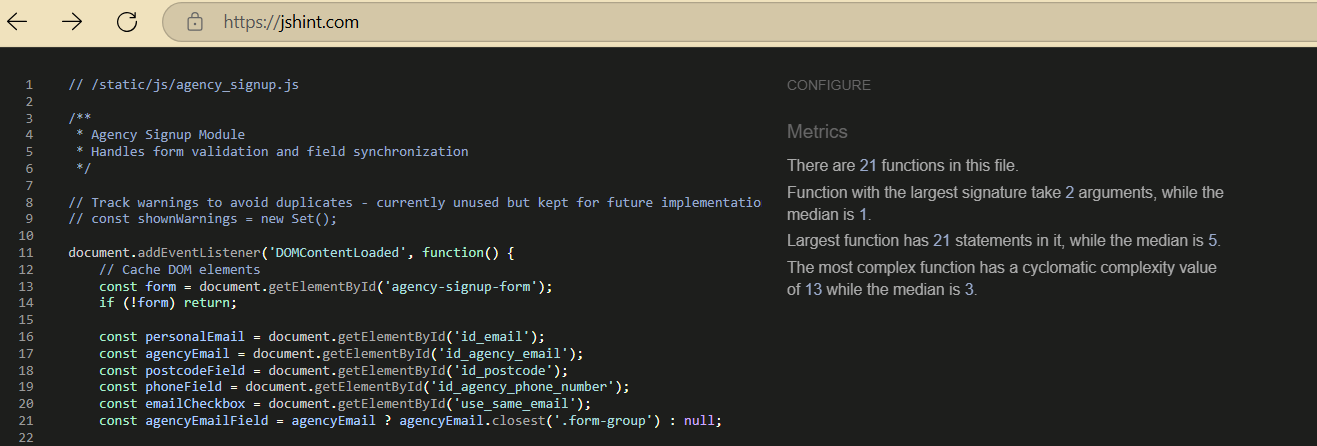 https://jshint.com
1 // /static/js/agency_signup.js
2
3 /**
4 * Agency Signup Module
5 * Handles form validation and field synchronization
6 */
7
8 // Track warnings to avoid duplicates - currently unused but kept for future implementatio
9 // const shownWarnings = new Set();
10
11 document.addEventListener('DOMContentLoaded', function() {
12 // Cache DOM elements
13 const form = document.getElementById('agency-signup-form');
14 if (!form) return;
15
16 const personalEmail = document.getElementById('id_email');
17 const agencyEmail = document.getElementById('id_agency_email');
18 const postcodeField = document.getElementById('id_postcode');
19 const phoneField = document.getElementById('id_agency_phone_number');
20 const emailCheckbox = document.getElementById('use_same_email');
21 const agencyEmailField = agencyEmail ? agencyEmail.closest('.form-group') : null;
22
CONFIGURE
Metrics
There are 21 functions in this file.
Function with the largest signature take 2 arguments, while the
median is 1.
Largest function has 21 statements in it, while the median is 5.
The most complex function has a cyclomatic complexity value
of 13 while the median is 3.